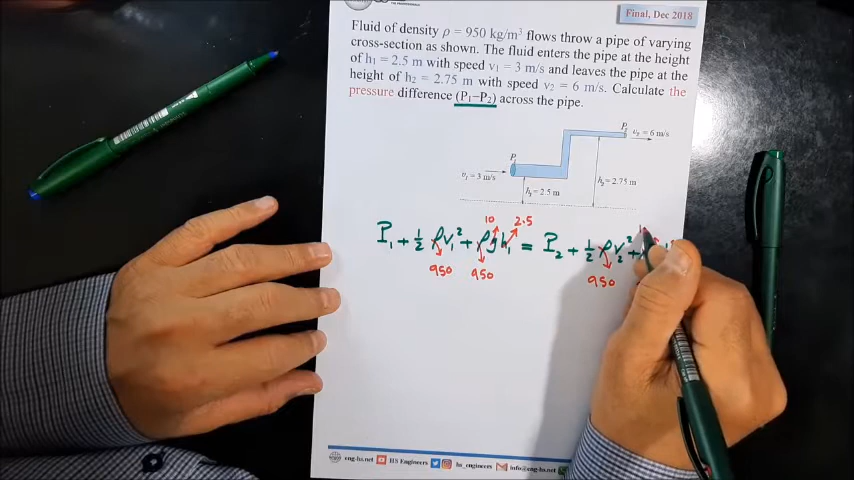 Final, Dec 2018
Fluid of density ρ = 950 kg/m³ flows throw a pipe of varying
cross-section as shown. The fluid enters the pipe at the height
of h₁ = 2.5 m with speed v₁ = 3 m/s and leaves the pipe at the
height of h₂ = 2.75 m with speed v₂ = 6 m/s. Calculate the
pressure difference (P₁–P₂) across the pipe.
P₂ v₂ = 6 m/s
P₁
v₁ = 3 m/s
h₁ = 2.5 m
h₂ = 2.75 m
10 2.5
P₁ + ½ ρv₁² + ρgh₁ = P₂ + ½ ρv₂² +
950 950 950
eng-hs.net HS Engineers hs_engineers info@eng-hs.net